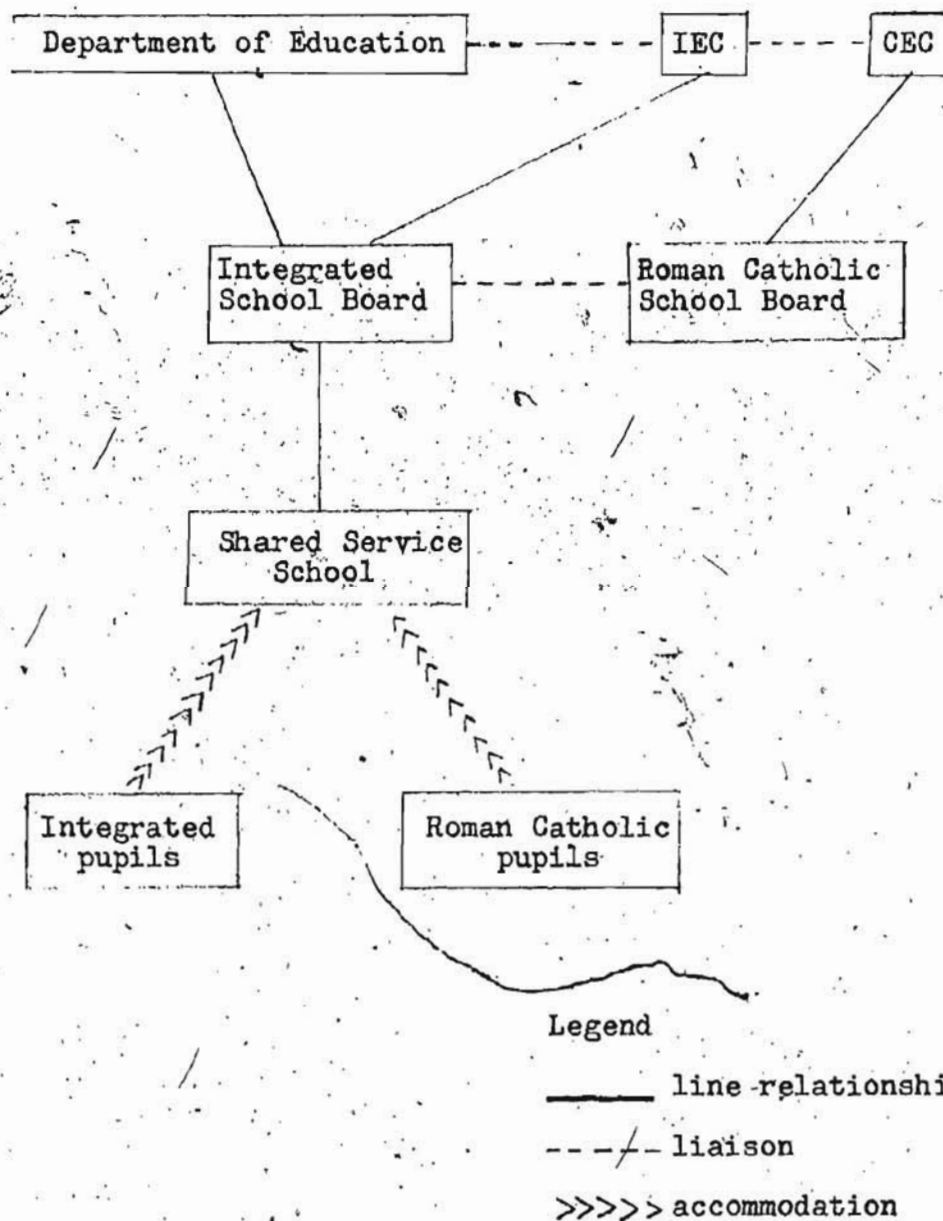 Department of Education
IEC
CEC
Integrated
School Board
Roman Catholic
School Board
Shared Service
School
Integrated
pupils
Roman Catholic
pupils
Legend
line relationshi
liaison
accommodation